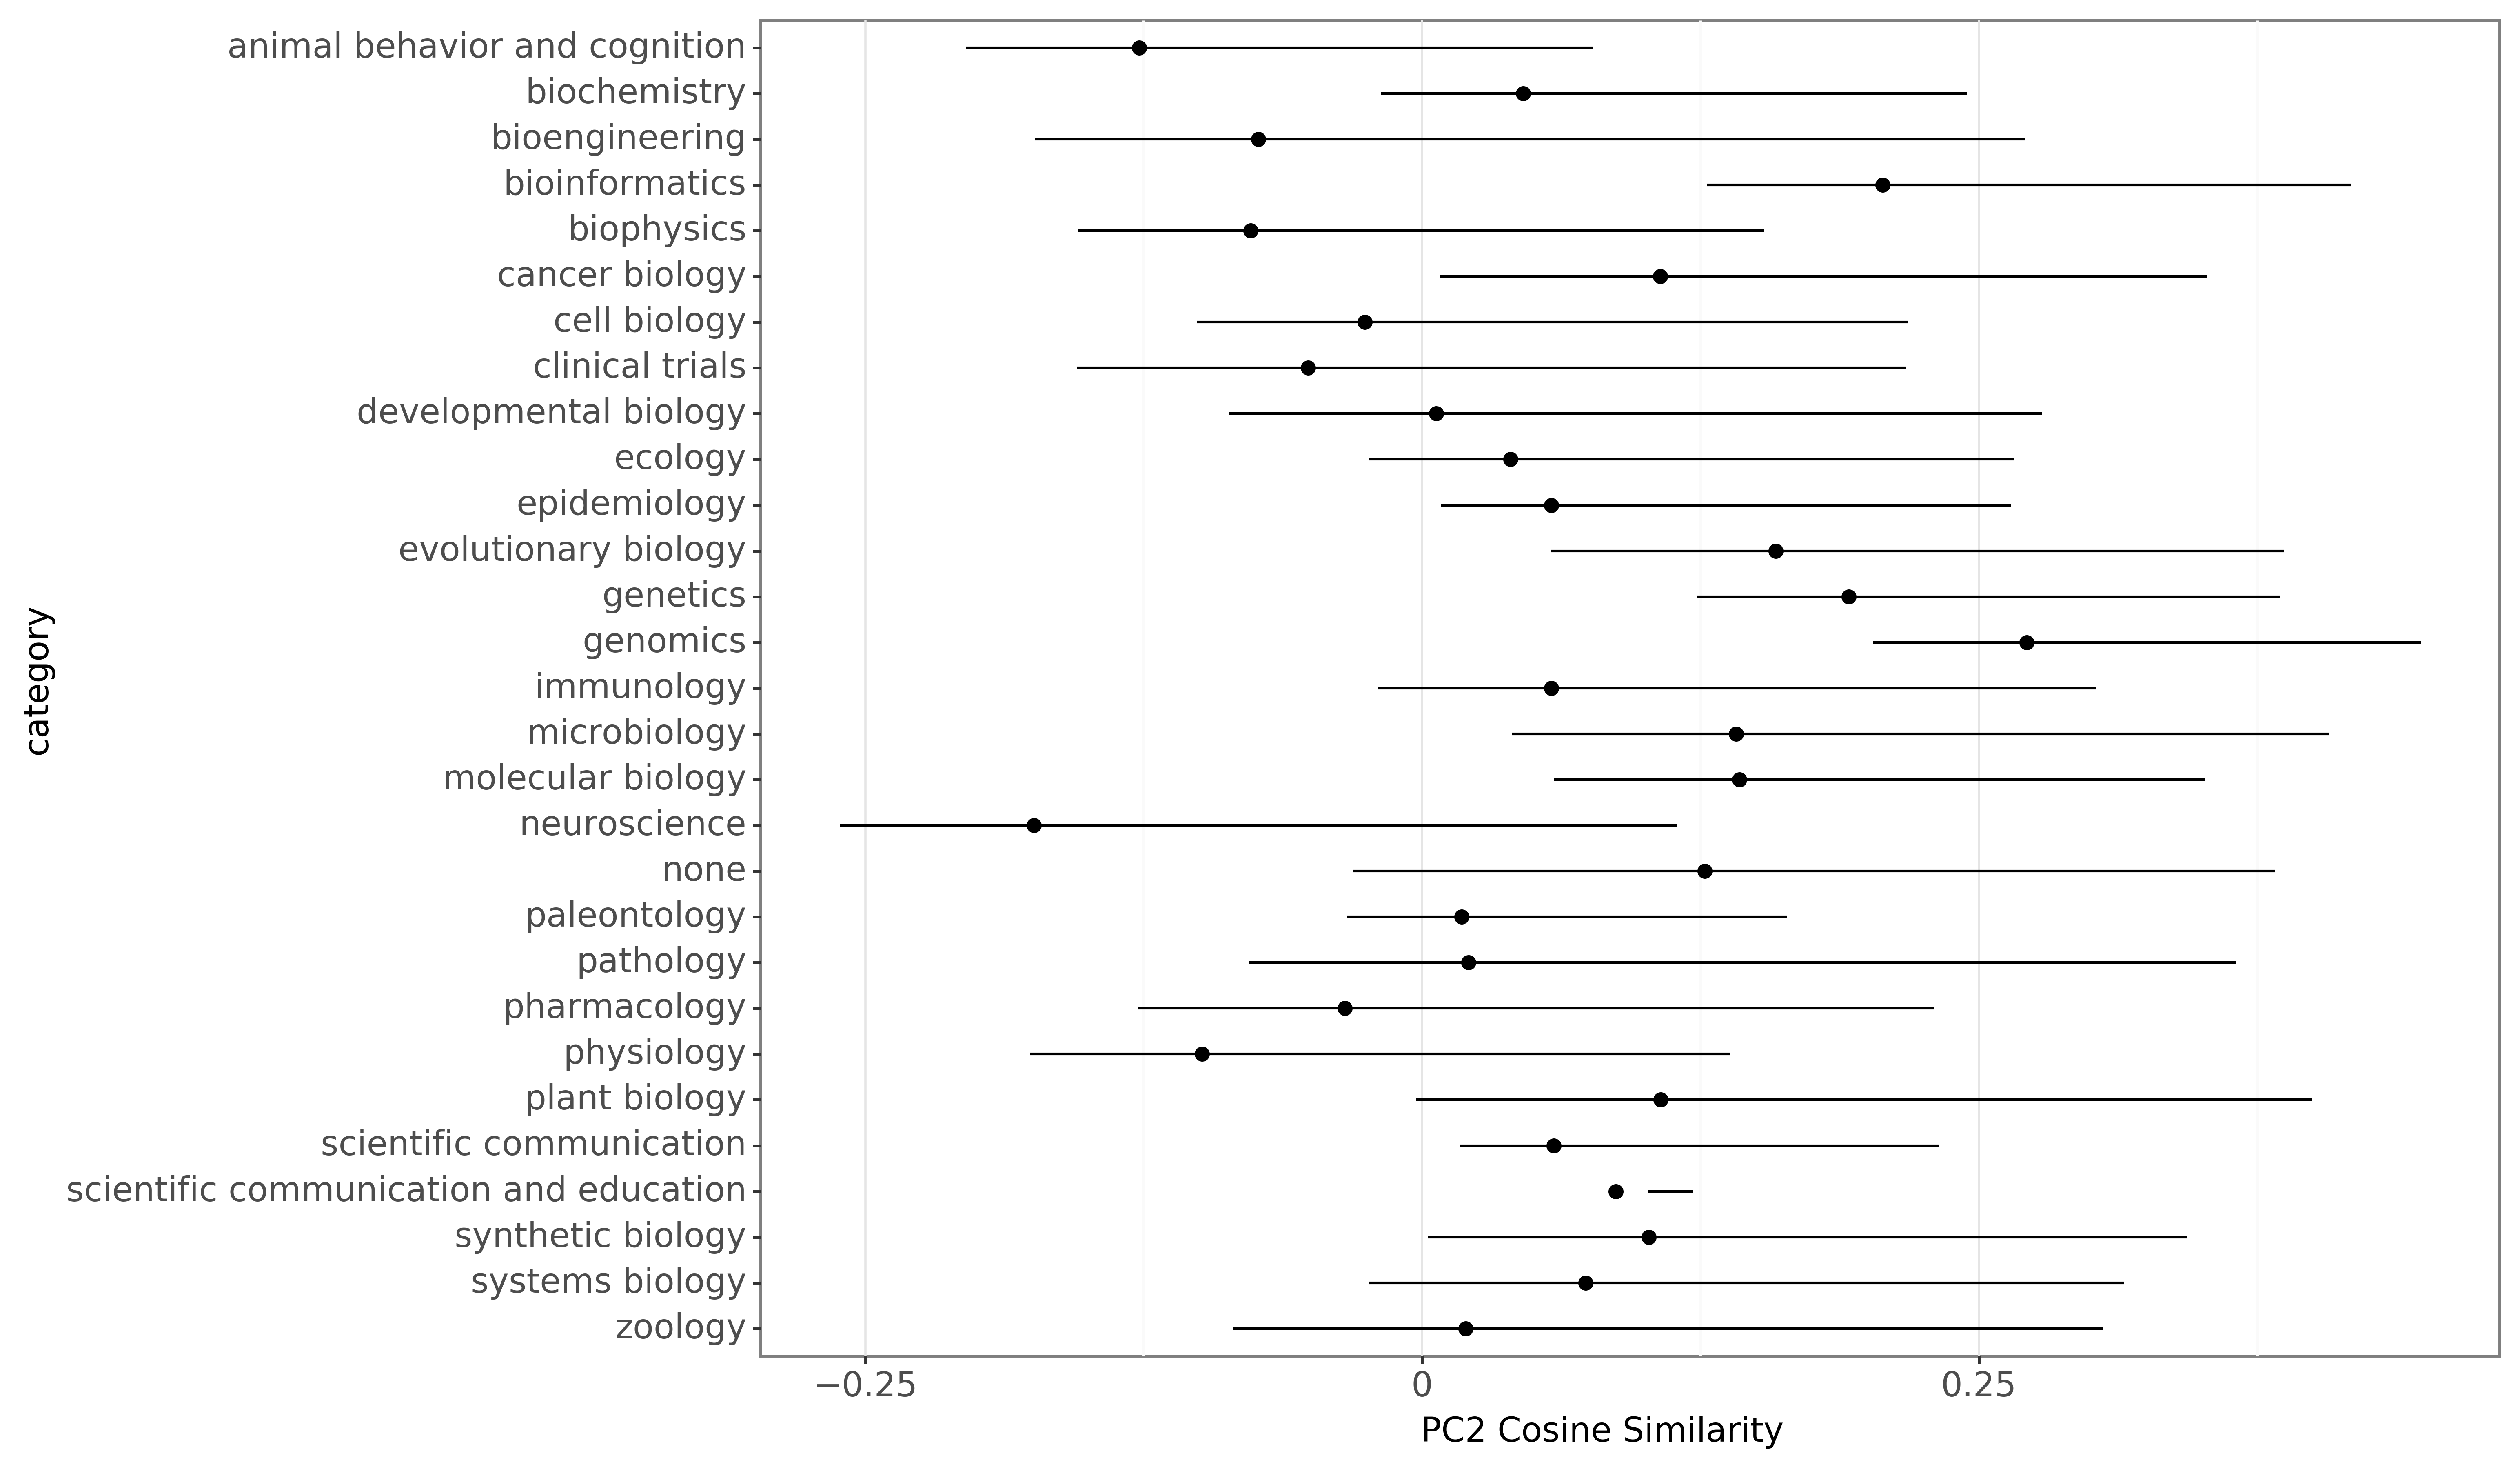 animal behavior and cognition
biochemistry
bioengineering
bioinformatics
biophysics
cancer biology
cell biology
clinical trials
developmental biology
ecology
epidemiology
evolutionary biology
genetics
genomics
immunology
microbiology
molecular biology
neuroscience
none
paleontology
pathology
pharmacology
physiology
plant biology
scientific communication
scientific communication and education
synthetic biology
systems biology
zoology
category
−0.25
0
0.25
PC2 Cosine Similarity